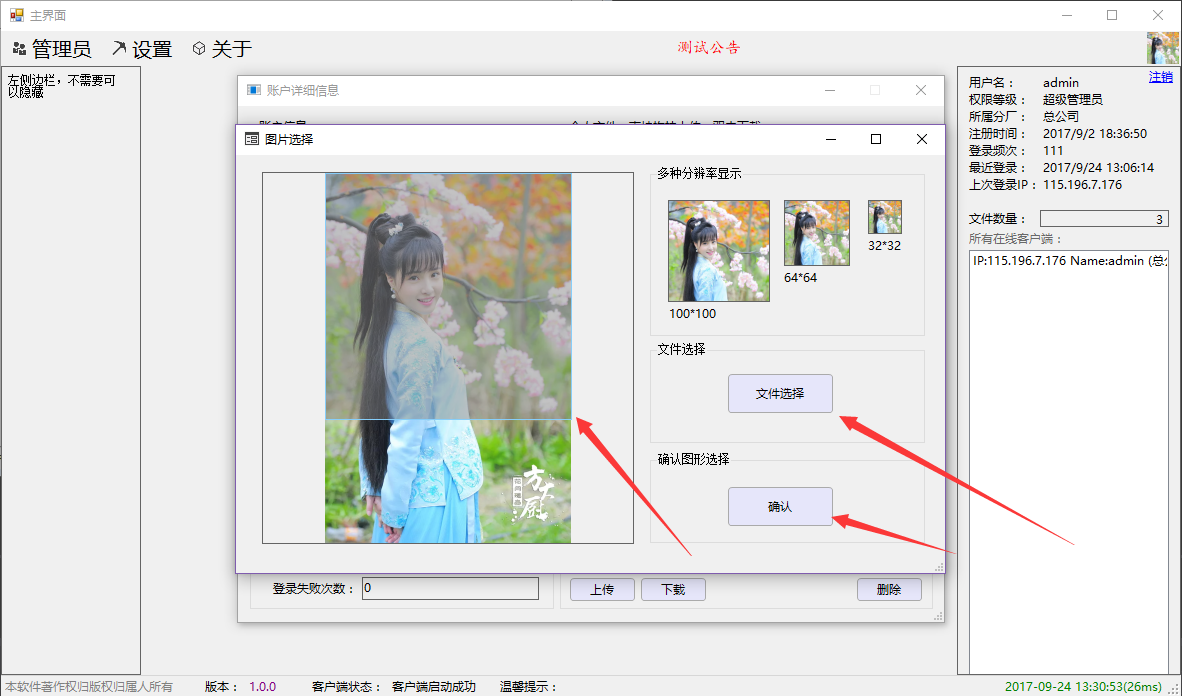 主界面
管理员 设置 关于
测试公告
左侧边栏，不需要可
以隐藏
账户详细信息
图片选择
多种分辨率显示
32*32
64*64
100*100
文件选择
文件选择
确认图形选择
确认
登录失败次数： 0
上传 下载 删除
注销
用户名： admin
权限等级： 超级管理员
所属分厂： 总公司
注册时间： 2017/9/2 18:36:50
登录频次： 111
最近登录： 2017/9/24 13:06:14
上次登录IP： 115.196.7.176
文件数量： 3
所有在线客户端：
IP:115.196.7.176 Name:admin (总
本软件著作权归版权归属人所有 版本： 1.0.0 客户端状态： 客户端启动成功 温馨提示： 2017-09-24 13:30:53(26ms)